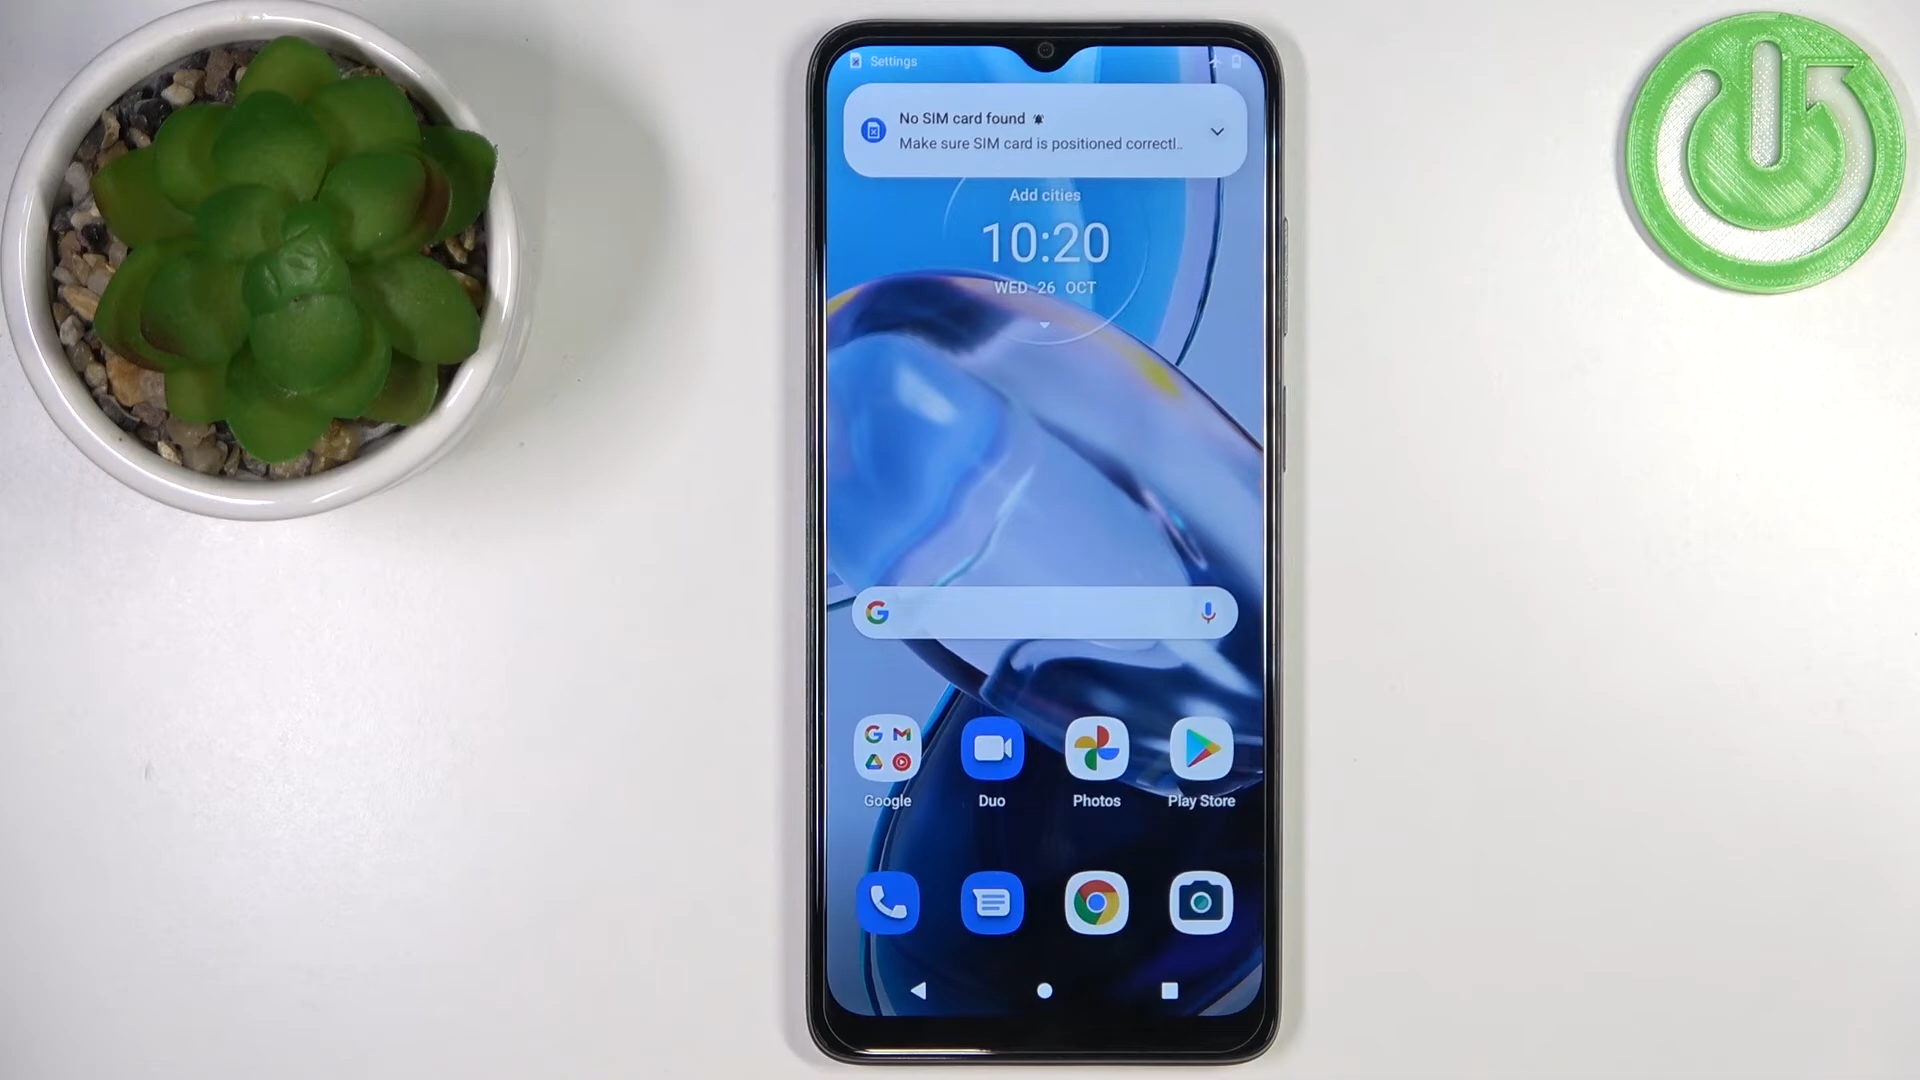 Settings
No SIM card found
Make sure SIM card is positioned correctl..
Add cities
10:20
WED 26 OCT
Google
Duo
Photos
Play Store